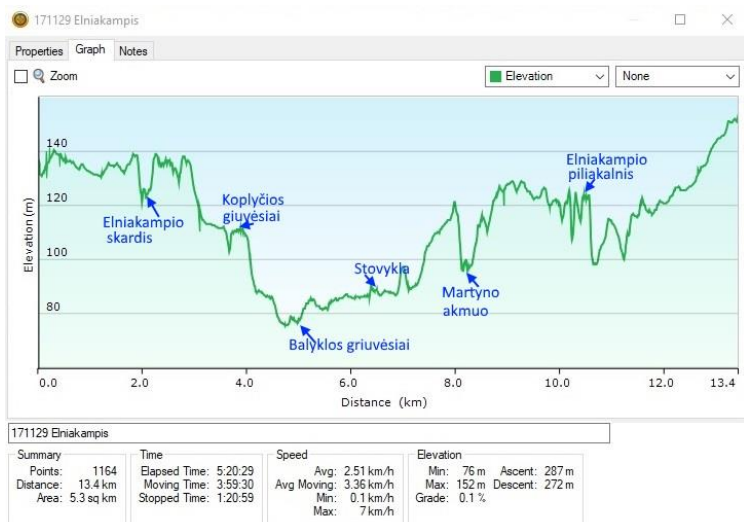 171129 Elniakampis
Properties Graph Notes
Zoom
Elevation None
140
120
100
80
Elevation (m)
Elniakampio
skardis
Koplyčios
giuvėsiai
Balyklos griuvėsiai
Stovykla
Martyno
akmuo
Elniakampio
piliakalnis
0.0 2.0 4.0 6.0 8.0 10.0 12.0 13.4
Distance (km)
171129 Elniakampis
Summary
Points: 1164
Distance: 13.4 km
Area: 5.3 sq km
Time
Elapsed Time: 5:20:29
Moving Time: 3:59:30
Stopped Time: 1:20:59
Speed
Avg: 2.51 km/h
Avg Moving: 3.36 km/h
Min: 0.1 km/h
Max: 7 km/h
Elevation
Min: 76 m Ascent: 287 m
Max: 152 m Descent: 272 m
Grade: 0.1 %